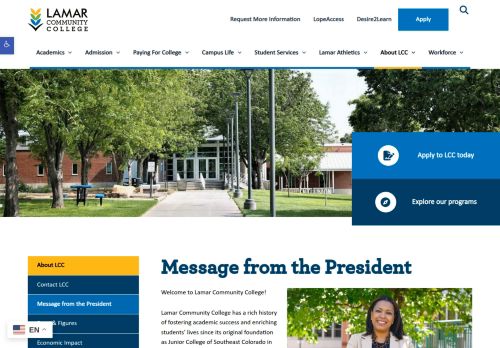 LAMAR
COMMUNITY
COLLEGE
Request More Information LopeAccess Desire2Learn Apply
Academics Admission Paying For College Campus Life Student Services Lamar Athletics About LCC Workforce
Apply to LCC today
Explore our programs
About LCC
Contact LCC
Message from the President
& Figures
Economic Impact
EN
Message from the President
Welcome to Lamar Community College!
Lamar Community College has a rich history
of fostering academic success and enriching
students' lives since its original foundation
as Junior College of Southeast Colorado in